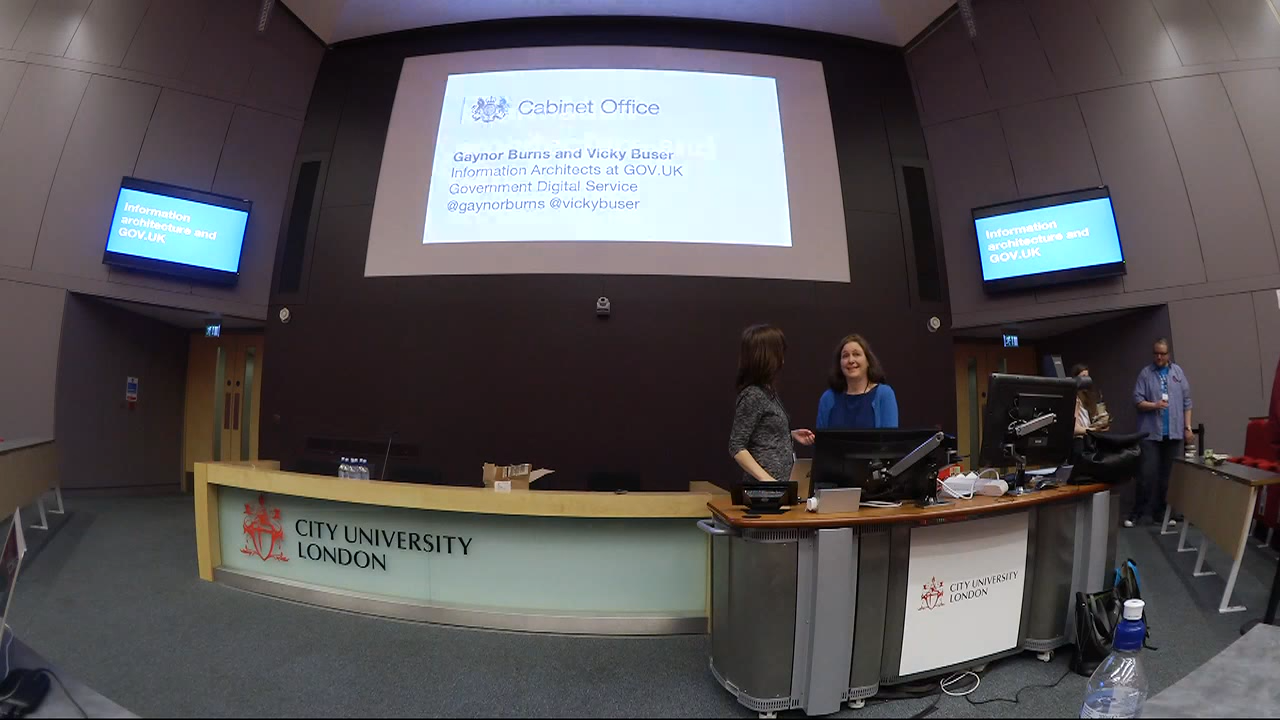 Cabinet Office
Gaynor Burns and Vicky Buser
Information Architects at GOV.UK
Government Digital Service
@gaynorburns @vickybuser
Information
architecture and
GOV.UK
Information
architecture and
GOV.UK
CITY UNIVERSITY
LONDON
CITY UNIVERSITY
LONDON